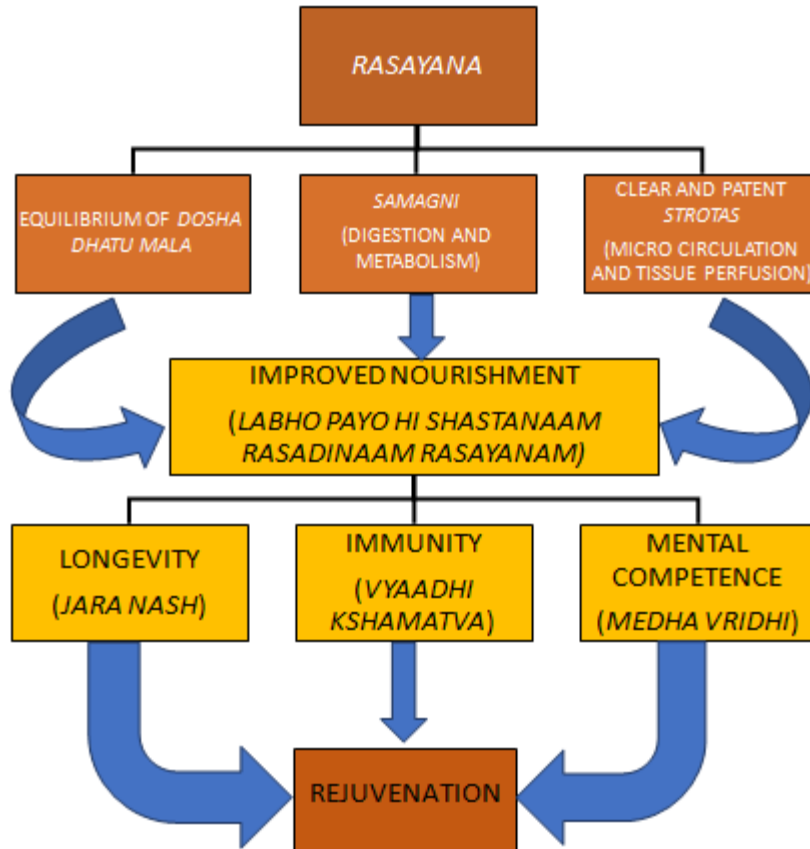 RASAYANA
EQUILIBRIUM OF DOSHA
DHATU MALA
SAMAGNI
(DIGESTION AND
METABOLISM)
CLEAR AND PATENT
STROTAS
(MICRO CIRCULATION
AND TISSUE PERFUSION)
IMPROVED NOURISHMENT
(LABHO PAYO HI SHASTANAAM
RASADINAAM RASAYANAM)
LONGEVITY
(JARA NASH)
IMMUNITY
(VYAADHI
KSHAMATVA)
MENTAL
COMPETENCE
(MEDHA VRIDHI)
REJUVENATION